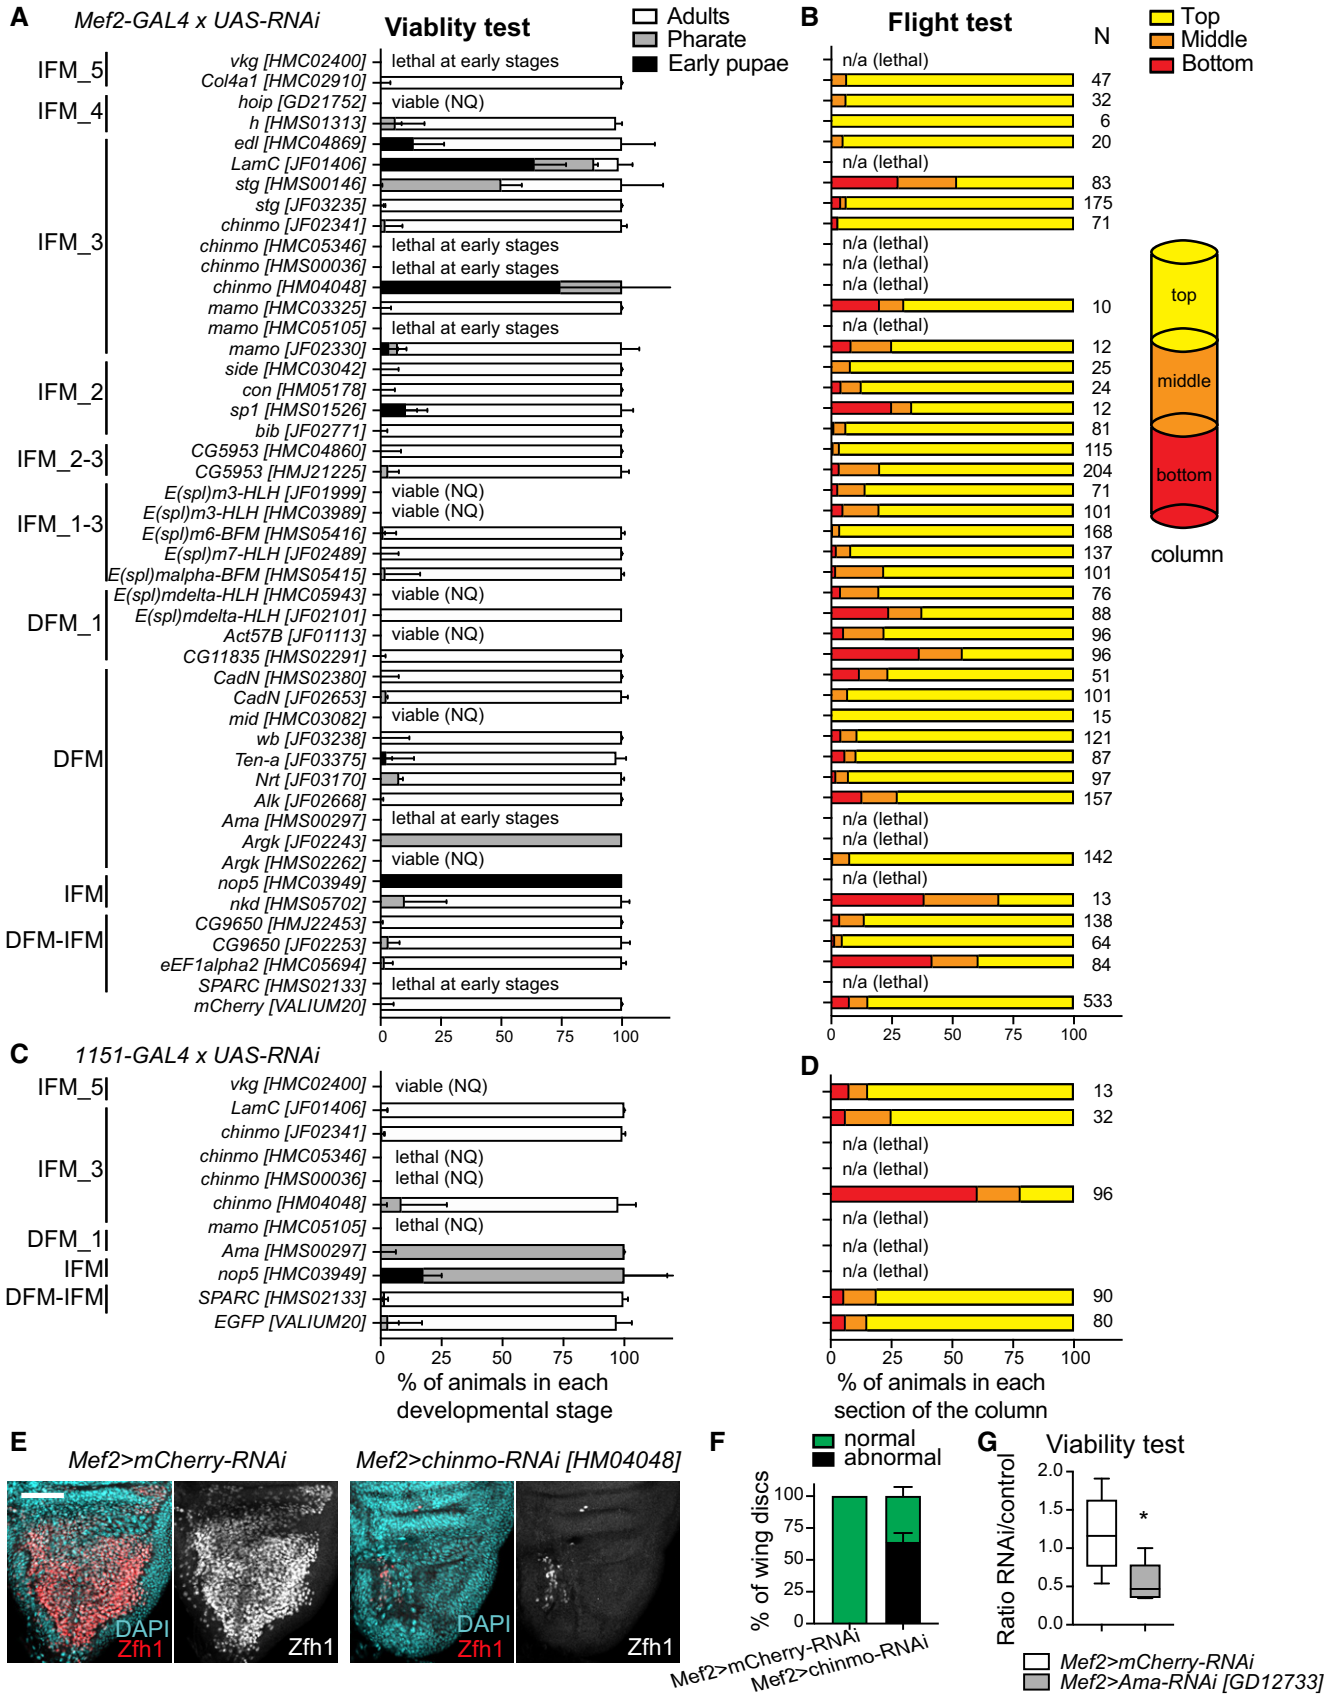 A
Mef2-GAL4 x UAS-RNAi
Viablity test
Adults
Pharate
Early pupae
IFM_5
vkg [HMC02400]
lethal at early stages
Col4a1 [HMC02910]
IFM_4
hoip [GD21752]
viable (NQ)
h [HMS01313]
IFM_3
edl [HMC04869]
LamC [JF01406]
stg [HMS00146]
stg [JF03235]
chinmo [JF02341]
chinmo [HMC05346]
lethal at early stages
chinmo [HMS00036]
lethal at early stages
chinmo [HM04048]
mamo [HMC03325]
mamo [HMC05105]
lethal at early stages
mamo [JF02330]
IFM_2
side [HMC03042]
con [HM05178]
sp1 [HMS01526]
bib [JF02771]
IFM_2-3
CG5953 [HMC04860]
CG5953 [HMJ21225]
IFM_1-3
E(spl)m3-HLH [JF01999]
viable (NQ)
E(spl)m3-HLH [HMC03989]
viable (NQ)
E(spl)m6-BFM [HMS05416]
E(spl)m7-HLH [JF02489]
E(spl)malpha-BFM [HMS05415]
DFM_1
E(spl)mdelta-HLH [HMC05943]
viable (NQ)
E(spl)mdelta-HLH [JF02101]
Act57B [JF01113]
viable (NQ)
CG11835 [HMS02291]
DFM
CadN [HMS02380]
CadN [JF02653]
mid [HMC03082]
viable (NQ)
wb [JF03238]
Ten-a [JF03375]
Nrt [JF03170]
Alk [JF02668]
Ama [HMS00297]
lethal at early stages
Argk [JF02243]
Argk [HMS02262]
viable (NQ)
IFM
nop5 [HMC03949]
nkd [HMS05702]
DFM-IFM
CG9650 [HMJ22453]
CG9650 [JF02253]
eEF1alpha2 [HMC05694]
SPARC [HMS02133]
lethal at early stages
mCherry [VALIUM20]
0 25 50 75 100
B
Flight test
N
Top
Middle
Bottom
n/a (lethal)
47
32
6
20
n/a (lethal)
83
175
71
n/a (lethal)
n/a (lethal)
n/a (lethal)
10
n/a (lethal)
12
25
24
12
81
115
204
71
101
168
137
101
76
88
96
96
51
101
15
121
87
97
157
n/a (lethal)
n/a (lethal)
142
n/a (lethal)
13
138
64
84
n/a (lethal)
533
0 25 50 75 100
top
middle
bottom
column
C
1151-GAL4 x UAS-RNAi
IFM_5
vkg [HMC02400]
viable (NQ)
IFM_3
LamC [JF01406]
chinmo [JF02341]
chinmo [HMC05346]
lethal (NQ)
chinmo [HMS00036]
lethal (NQ)
chinmo [HM04048]
mamo [HMC05105]
lethal (NQ)
DFM_1
Ama [HMS00297]
IFM
nop5 [HMC03949]
DFM-IFM
SPARC [HMS02133]
EGFP [VALIUM20]
0 25 50 75 100
% of animals in each
developmental stage
D
13
32
n/a (lethal)
n/a (lethal)
96
n/a (lethal)
n/a (lethal)
n/a (lethal)
90
80
0 25 50 75 100
% of animals in each
section of the column
E
Mef2>mCherry-RNAi
Mef2>chinmo-RNAi [HM04048]
DAPI
Zfh1
Zfh1
DAPI
Zfh1
Zfh1
F
normal
abnormal
% of wing discs
100
75
50
25
0
Mef2>mCherry-RNAi
Mef2>chinmo-RNAi
G
Viability test
Ratio RNAi/control
2.0
1.5
1.0
0.5
0.0
*
Mef2>mCherry-RNAi
Mef2>Ama-RNAi [GD12733]